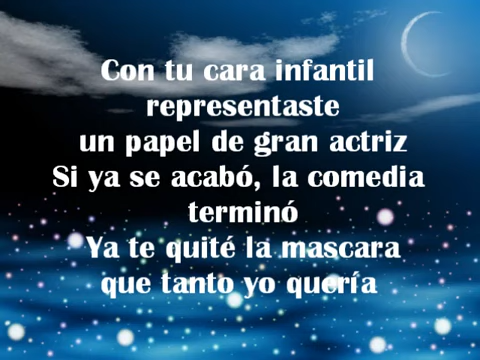 Con tu cara infantil
representaste
un papel de gran actriz
Si ya se acabó, la comedia
terminó
Ya te quité la mascara
que tanto yo quería